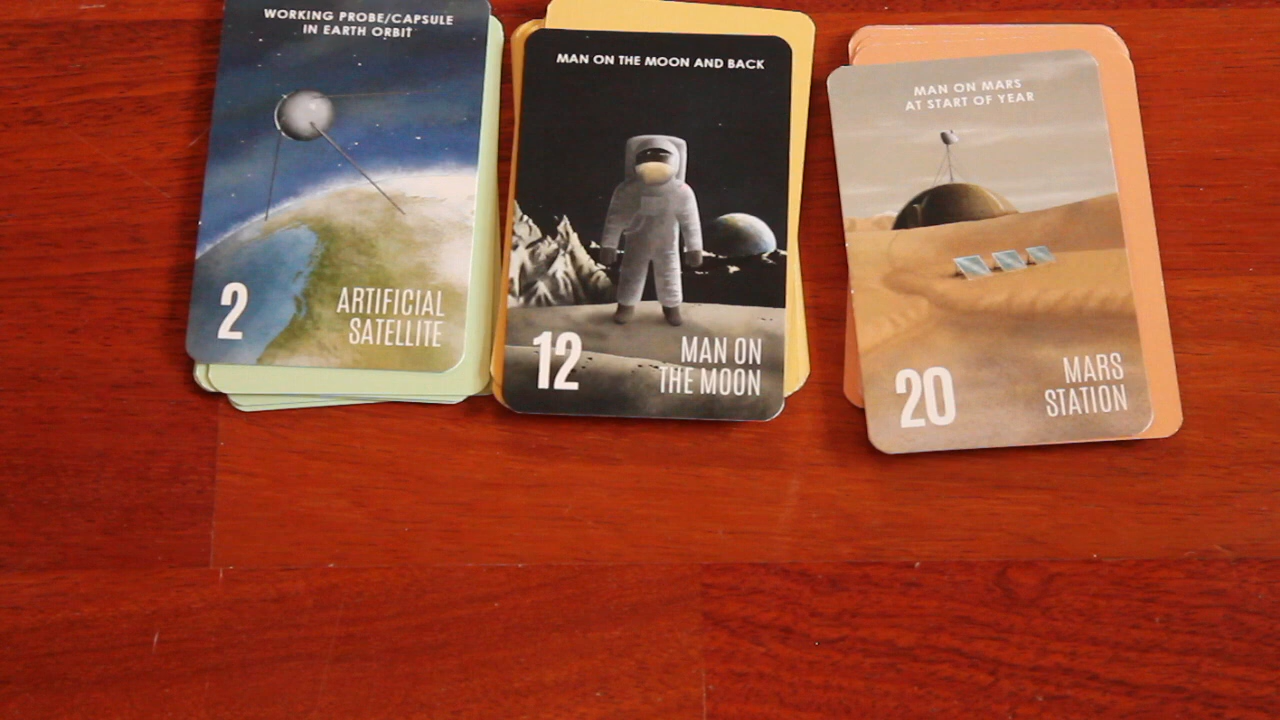 WORKING PROBE/CAPSULE
IN EARTH ORBIT
2
ARTIFICIAL
SATELLITE
MAN ON THE MOON AND BACK
12
MAN ON
THE MOON
MAN ON MARS
AT START OF YEAR
20
MARS
STATION